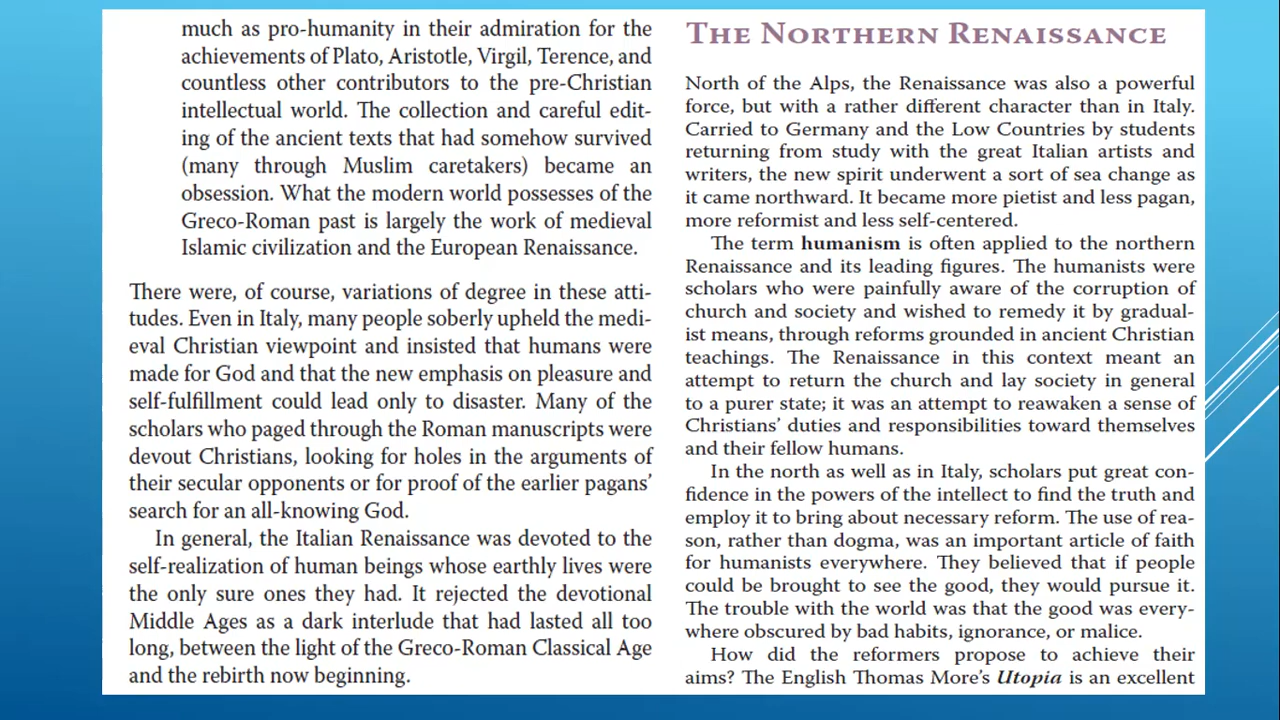 much as pro-humanity in their admiration for the
achievements of Plato, Aristotle, Virgil, Terence, and
countless other contributors to the pre-Christian
intellectual world. The collection and careful edit-
ing of the ancient texts that had somehow survived
(many through Muslim caretakers) became an
obsession. What the modern world possesses of the
Greco-Roman past is largely the work of medieval
Islamic civilization and the European Renaissance.
There were, of course, variations of degree in these atti-
tudes. Even in Italy, many people soberly upheld the medi-
eval Christian viewpoint and insisted that humans were
made for God and that the new emphasis on pleasure and
self-fulfillment could lead only to disaster. Many of the
scholars who paged through the Roman manuscripts were
devout Christians, looking for holes in the arguments of
their secular opponents or for proof of the earlier pagans’
search for an all-knowing God.
In general, the Italian Renaissance was devoted to the
self-realization of human beings whose earthly lives were
the only sure ones they had. It rejected the devotional
Middle Ages as a dark interlude that had lasted all too
long, between the light of the Greco-Roman Classical Age
and the rebirth now beginning.
The Northern Renaissance
North of the Alps, the Renaissance was also a powerful
force, but with a rather different character than in Italy.
Carried to Germany and the Low Countries by students
returning from study with the great Italian artists and
writers, the new spirit underwent a sort of sea change as
it came northward. It became more pietist and less pagan,
more reformist and less self-centered.
The term humanism is often applied to the northern
Renaissance and its leading figures. The humanists were
scholars who were painfully aware of the corruption of
church and society and wished to remedy it by gradual-
ist means, through reforms grounded in ancient Christian
teachings. The Renaissance in this context meant an
attempt to return the church and lay society in general
to a purer state; it was an attempt to reawaken a sense of
Christians’ duties and responsibilities toward themselves
and their fellow humans.
In the north as well as in Italy, scholars put great con-
fidence in the powers of the intellect to find the truth and
employ it to bring about necessary reform. The use of rea-
son, rather than dogma, was an important article of faith
for humanists everywhere. They believed that if people
could be brought to see the good, they would pursue it.
The trouble with the world was that the good was every-
where obscured by bad habits, ignorance, or malice.
How did the reformers propose to achieve their
aims? The English Thomas More’s Utopia is an excellent